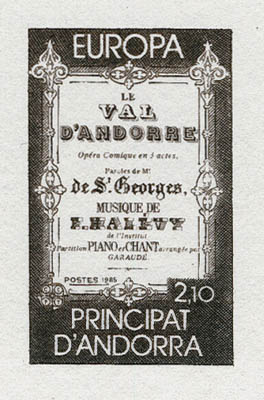 EUROPA
LE
VAL
D'ANDORRE
Opéra Comique en 3 actes,
Paroles de Mr
de St. Georges,
MUSIQUE DE
F. HALÉVY
de l'Institut
Partition PIANO et CHANT arrangée par
GARAUDÉ
POSTES 1985
2,10
PRINCIPAT
D'ANDORRA